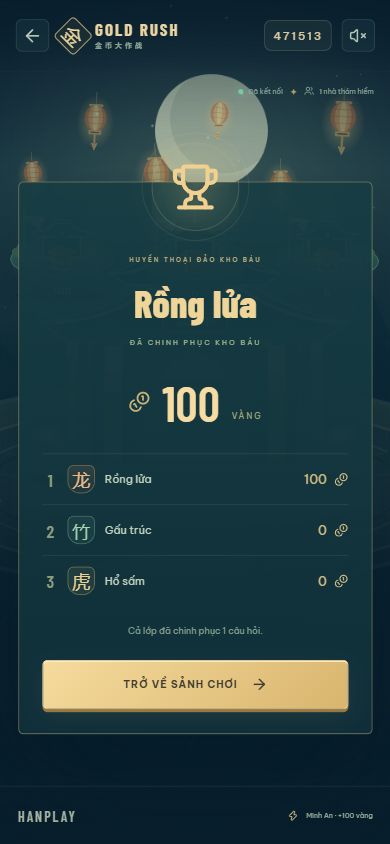 金
GOLD RUSH
金币大作战
471513
Đã kết nối
1 nhà thám hiểm
HUYỀN THOẠI ĐẢO KHO BÁU
Rồng lửa
ĐÃ CHINH PHỤC KHO BÁU
100 VÀNG
1 龙 Rồng lửa 100
2 竹 Gấu trúc 0
3 虎 Hổ sấm 0
Cả lớp đã chinh phục 1 câu hỏi.
TRỞ VỀ SẢNH CHƠI
HANPLAY
Minh An · +100 vàng